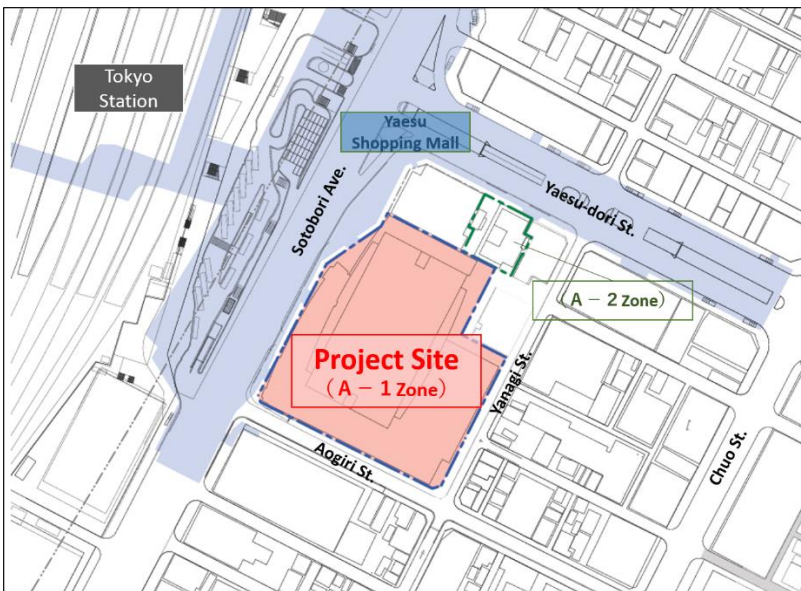 Tokyo
Station
Yaesu
Shopping Mall
Sotobori Ave.
Yaesu-dori St.
（A − 2 Zone）
Project Site
（A − 1 Zone）
Yanagi St.
Aogiri St.
Chuo St.